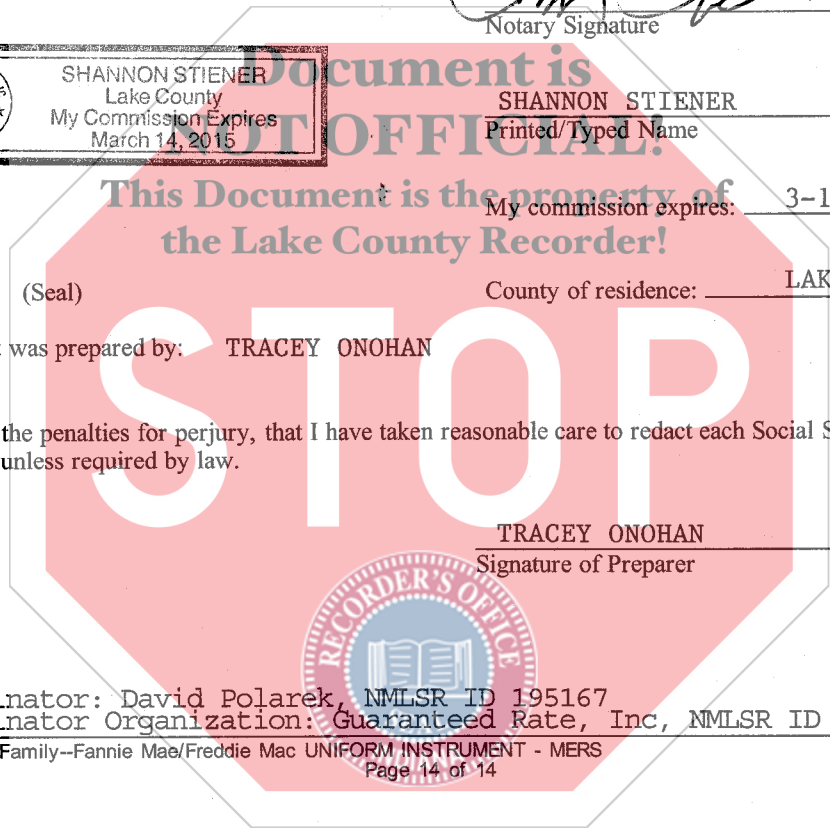 Notary Signature
SHANNON STIENER
Lake County
My Commission Expires
March 14, 2015
Document is
NOT OFFICIAL!
This Document is the property of
the Lake County Recorder!
SHANNON STIENER
Printed/Typed Name
My commission expires: 3-1
(Seal)
County of residence: LAK
was prepared by: TRACEY ONOHAN
the penalties for perjury, that I have taken reasonable care to redact each Social S
unless required by law.
STOP
TRACEY ONOHAN
Signature of Preparer
RECORDER'S OFFICE
INDIANA
nator: David Polarek, NMLSR ID 195167
nator Organization: Guaranteed Rate, Inc, NMLSR ID
Family--Fannie Mae/Freddie Mac UNIFORM INSTRUMENT - MERS
Page 14 of 14